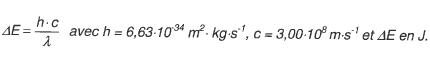 ΔE = h·c / λ avec h = 6,63·10⁻³⁴ m²· kg·s⁻¹, c = 3,00·10⁸ m·s⁻¹ et ΔE en J.